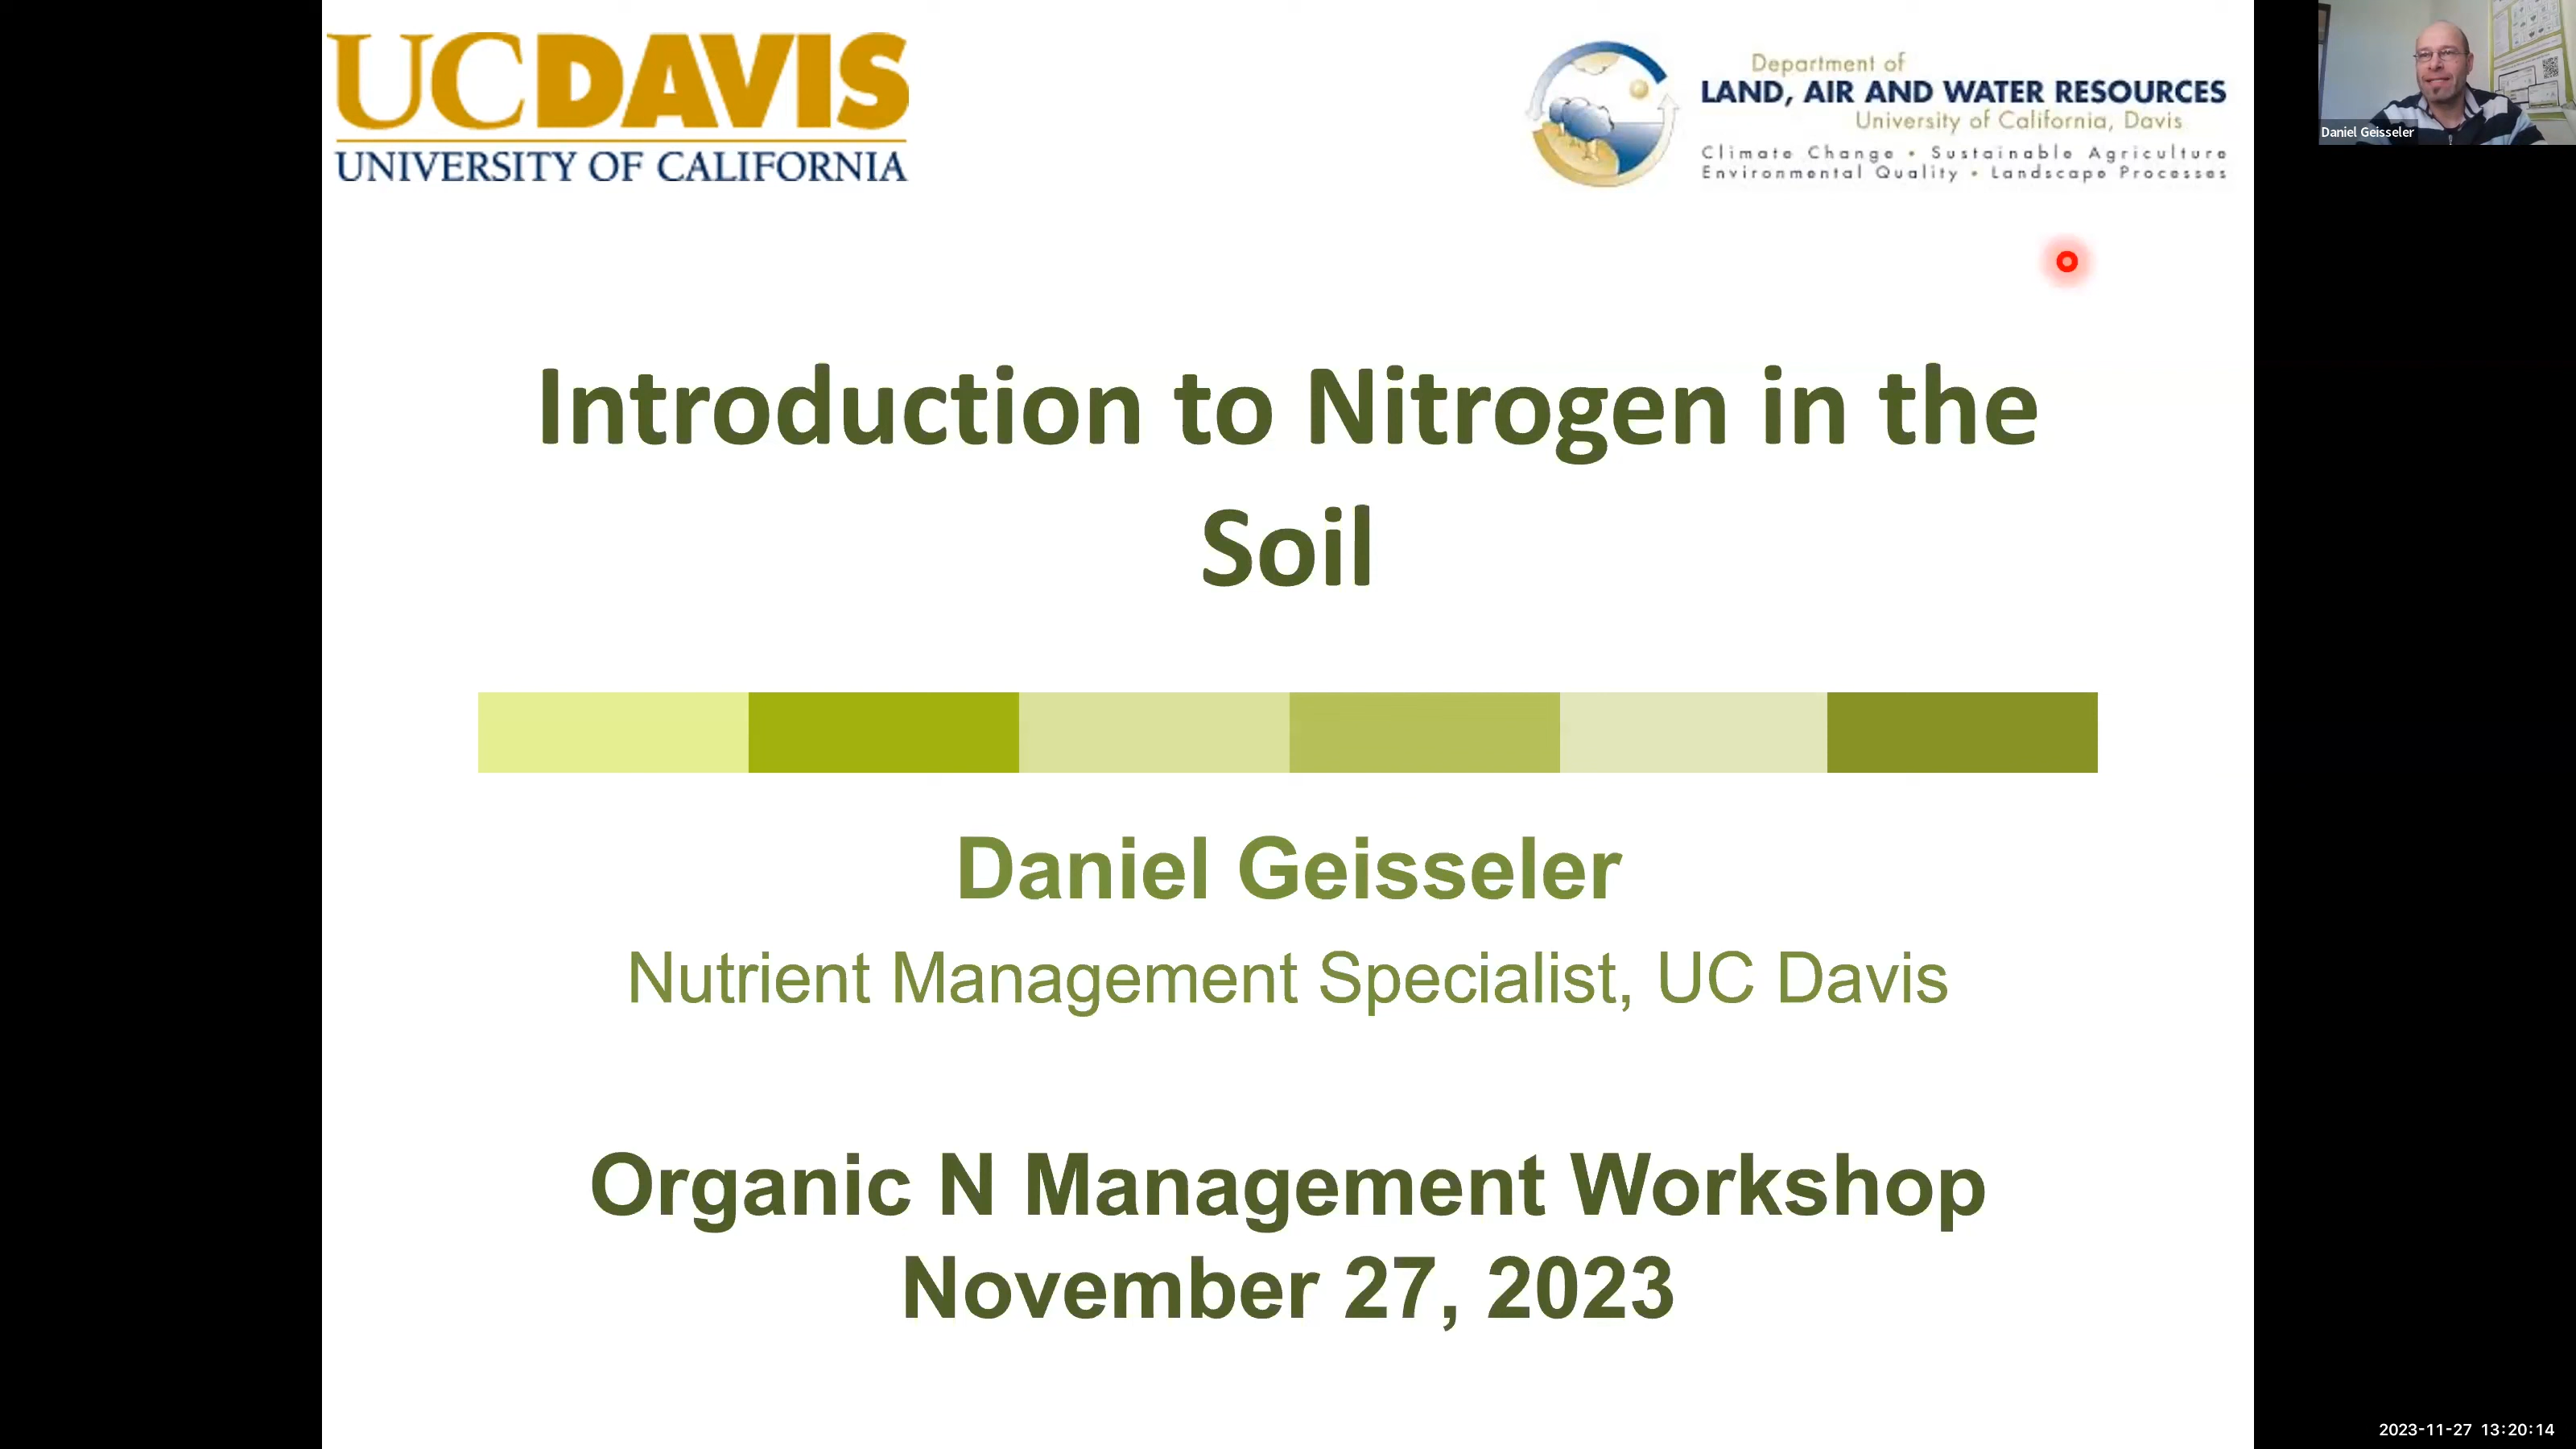 UCDAVIS
UNIVERSITY OF CALIFORNIA
Department of
LAND, AIR AND WATER RESOURCES
University of California, Davis
Climate Change • Sustainable Agriculture
Environmental Quality • Landscape Processes
Daniel Geisseler
Introduction to Nitrogen in the
Soil
Daniel Geisseler
Nutrient Management Specialist, UC Davis
Organic N Management Workshop
November 27, 2023
2023-11-27 13:20:14